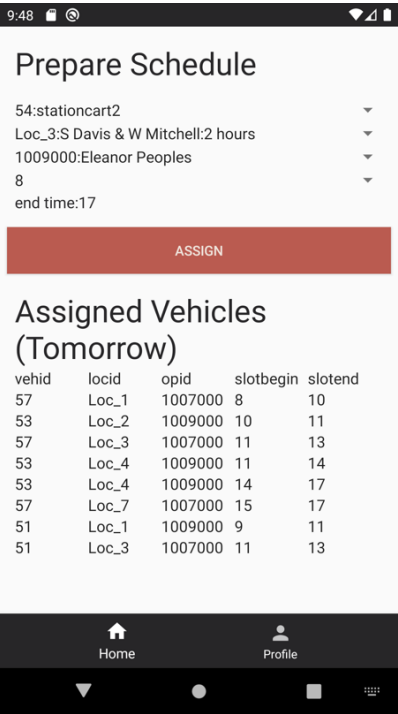 9:48
Prepare Schedule
54:stationcart2
Loc_3:S Davis & W Mitchell:2 hours
1009000:Eleanor Peoples
8
end time:17
ASSIGN
Assigned Vehicles
(Tomorrow)
vehid locid opid slotbegin slotend
57 Loc_1 1007000 8 10
53 Loc_2 1009000 10 11
57 Loc_3 1007000 11 13
53 Loc_4 1009000 11 14
53 Loc_4 1009000 14 17
57 Loc_7 1007000 15 17
51 Loc_1 1009000 9 11
51 Loc_3 1007000 11 13
Home Profile